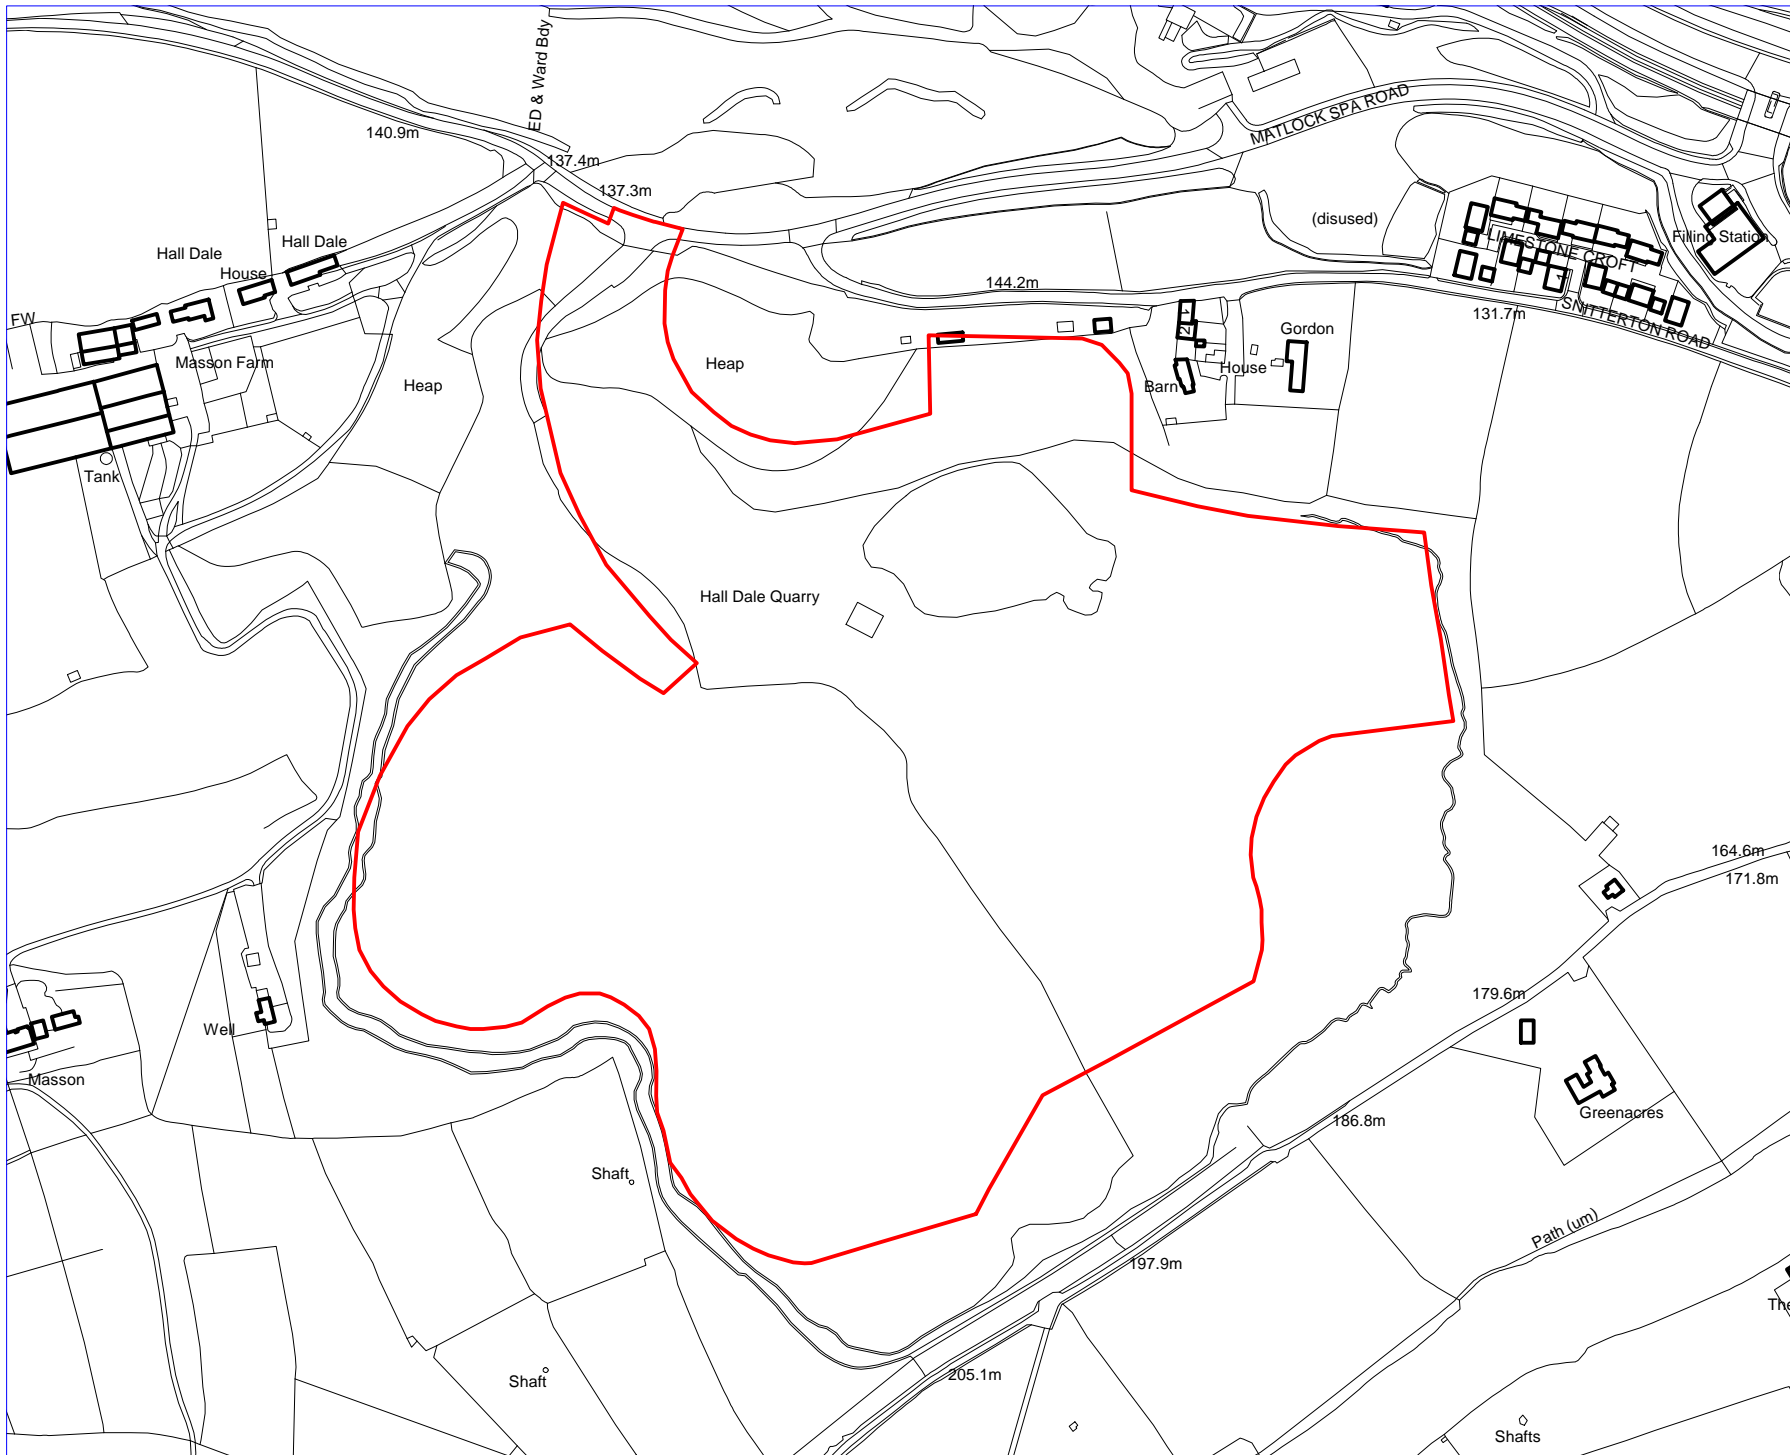 ED & Ward Bdy
140.9m
137.4m
137.3m
MATLOCK SPA ROAD
(disused)
Filling Station
LIMESTONE CROFT
Hall Dale
House
Hall Dale
144.2m
131.7m
SNITTERTON ROAD
FW
Masson Farm
Heap
Heap
1
2
1
Gordon
House
Barn
Tank
Hall Dale Quarry
164.6m
171.8m
179.6m
Well
Masson
186.8m
Greenacres
Shaft
Path (um)
197.9m
The
205.1m
Shaft
Shafts